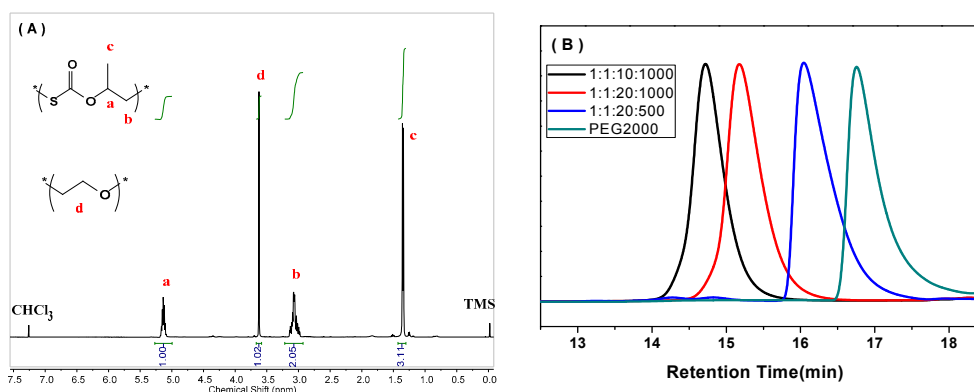 ( A )
c
O
*
S
O
*
a
b
*
O
*
d
d
c
a
b
CHCl3
TMS
1.00
1.02
2.05
3.11
7.5 7.0 6.5 6.0 5.5 5.0 4.5 4.0 3.5 3.0 2.5 2.0 1.5 1.0 0.5 0.0
Chemical Shift (ppm)
( B )
1:1:10:1000
1:1:20:1000
1:1:20:500
PEG2000
13 14 15 16 17 18
Retention Time(min)